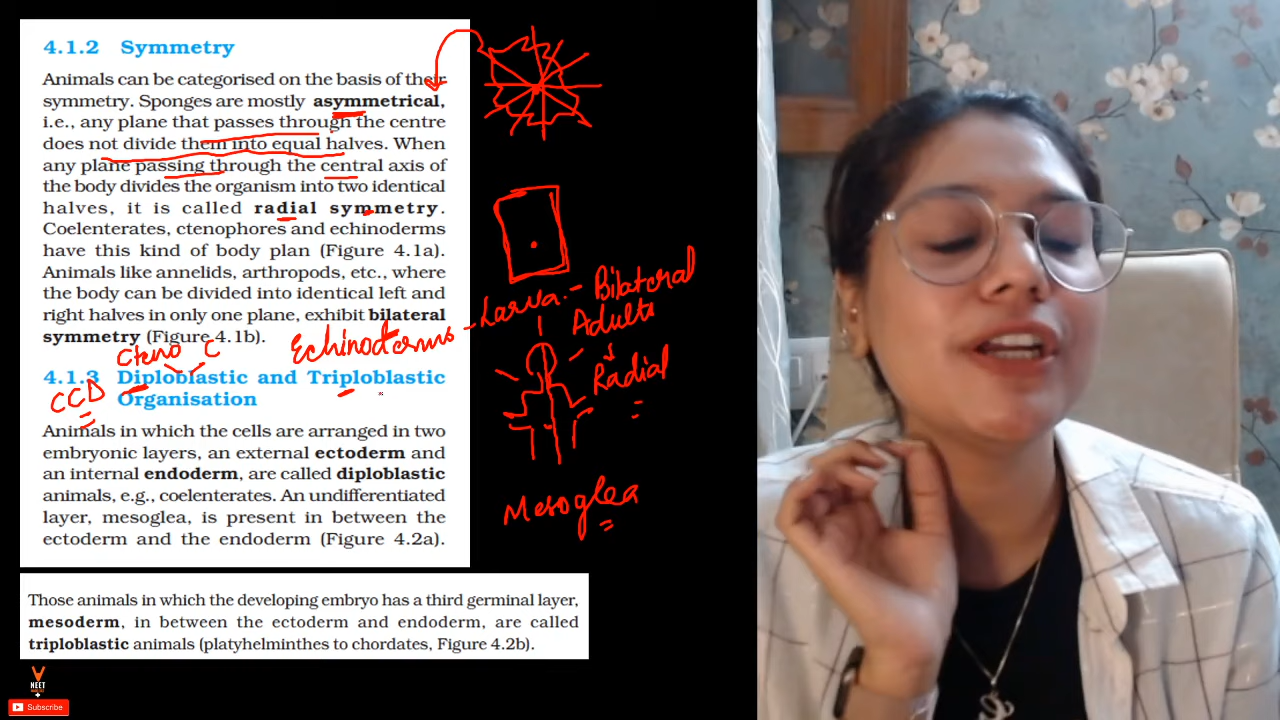 4.1.2 Symmetry
Animals can be categorised on the basis of their
symmetry. Sponges are mostly asymmetrical,
i.e., any plane that passes through the centre
does not divide them into equal halves. When
any plane passing through the central axis of
the body divides the organism into two identical
halves, it is called radial symmetry.
Coelenterates, ctenophores and echinoderms
have this kind of body plan (Figure 4.1a).
Animals like annelids, arthropods, etc., where
the body can be divided into identical left and
right halves in only one plane, exhibit bilateral
symmetry (Figure 4.1b).
Echinoderms - Larva. - Bilateral
Adults
Radial
Cteno C
CCD
4.1.3 Diploblastic and Triploblastic
Organisation
Animals in which the cells are arranged in two
embryonic layers, an external ectoderm and
an internal endoderm, are called diploblastic
animals, e.g., coelenterates. An undifferentiated
layer, mesoglea, is present in between the
ectoderm and the endoderm (Figure 4.2a).
Mesoglea
Those animals in which the developing embryo has a third germinal layer,
mesoderm, in between the ectoderm and endoderm, are called
triploblastic animals (platyhelminthes to chordates, Figure 4.2b).
NEET
Subscribe